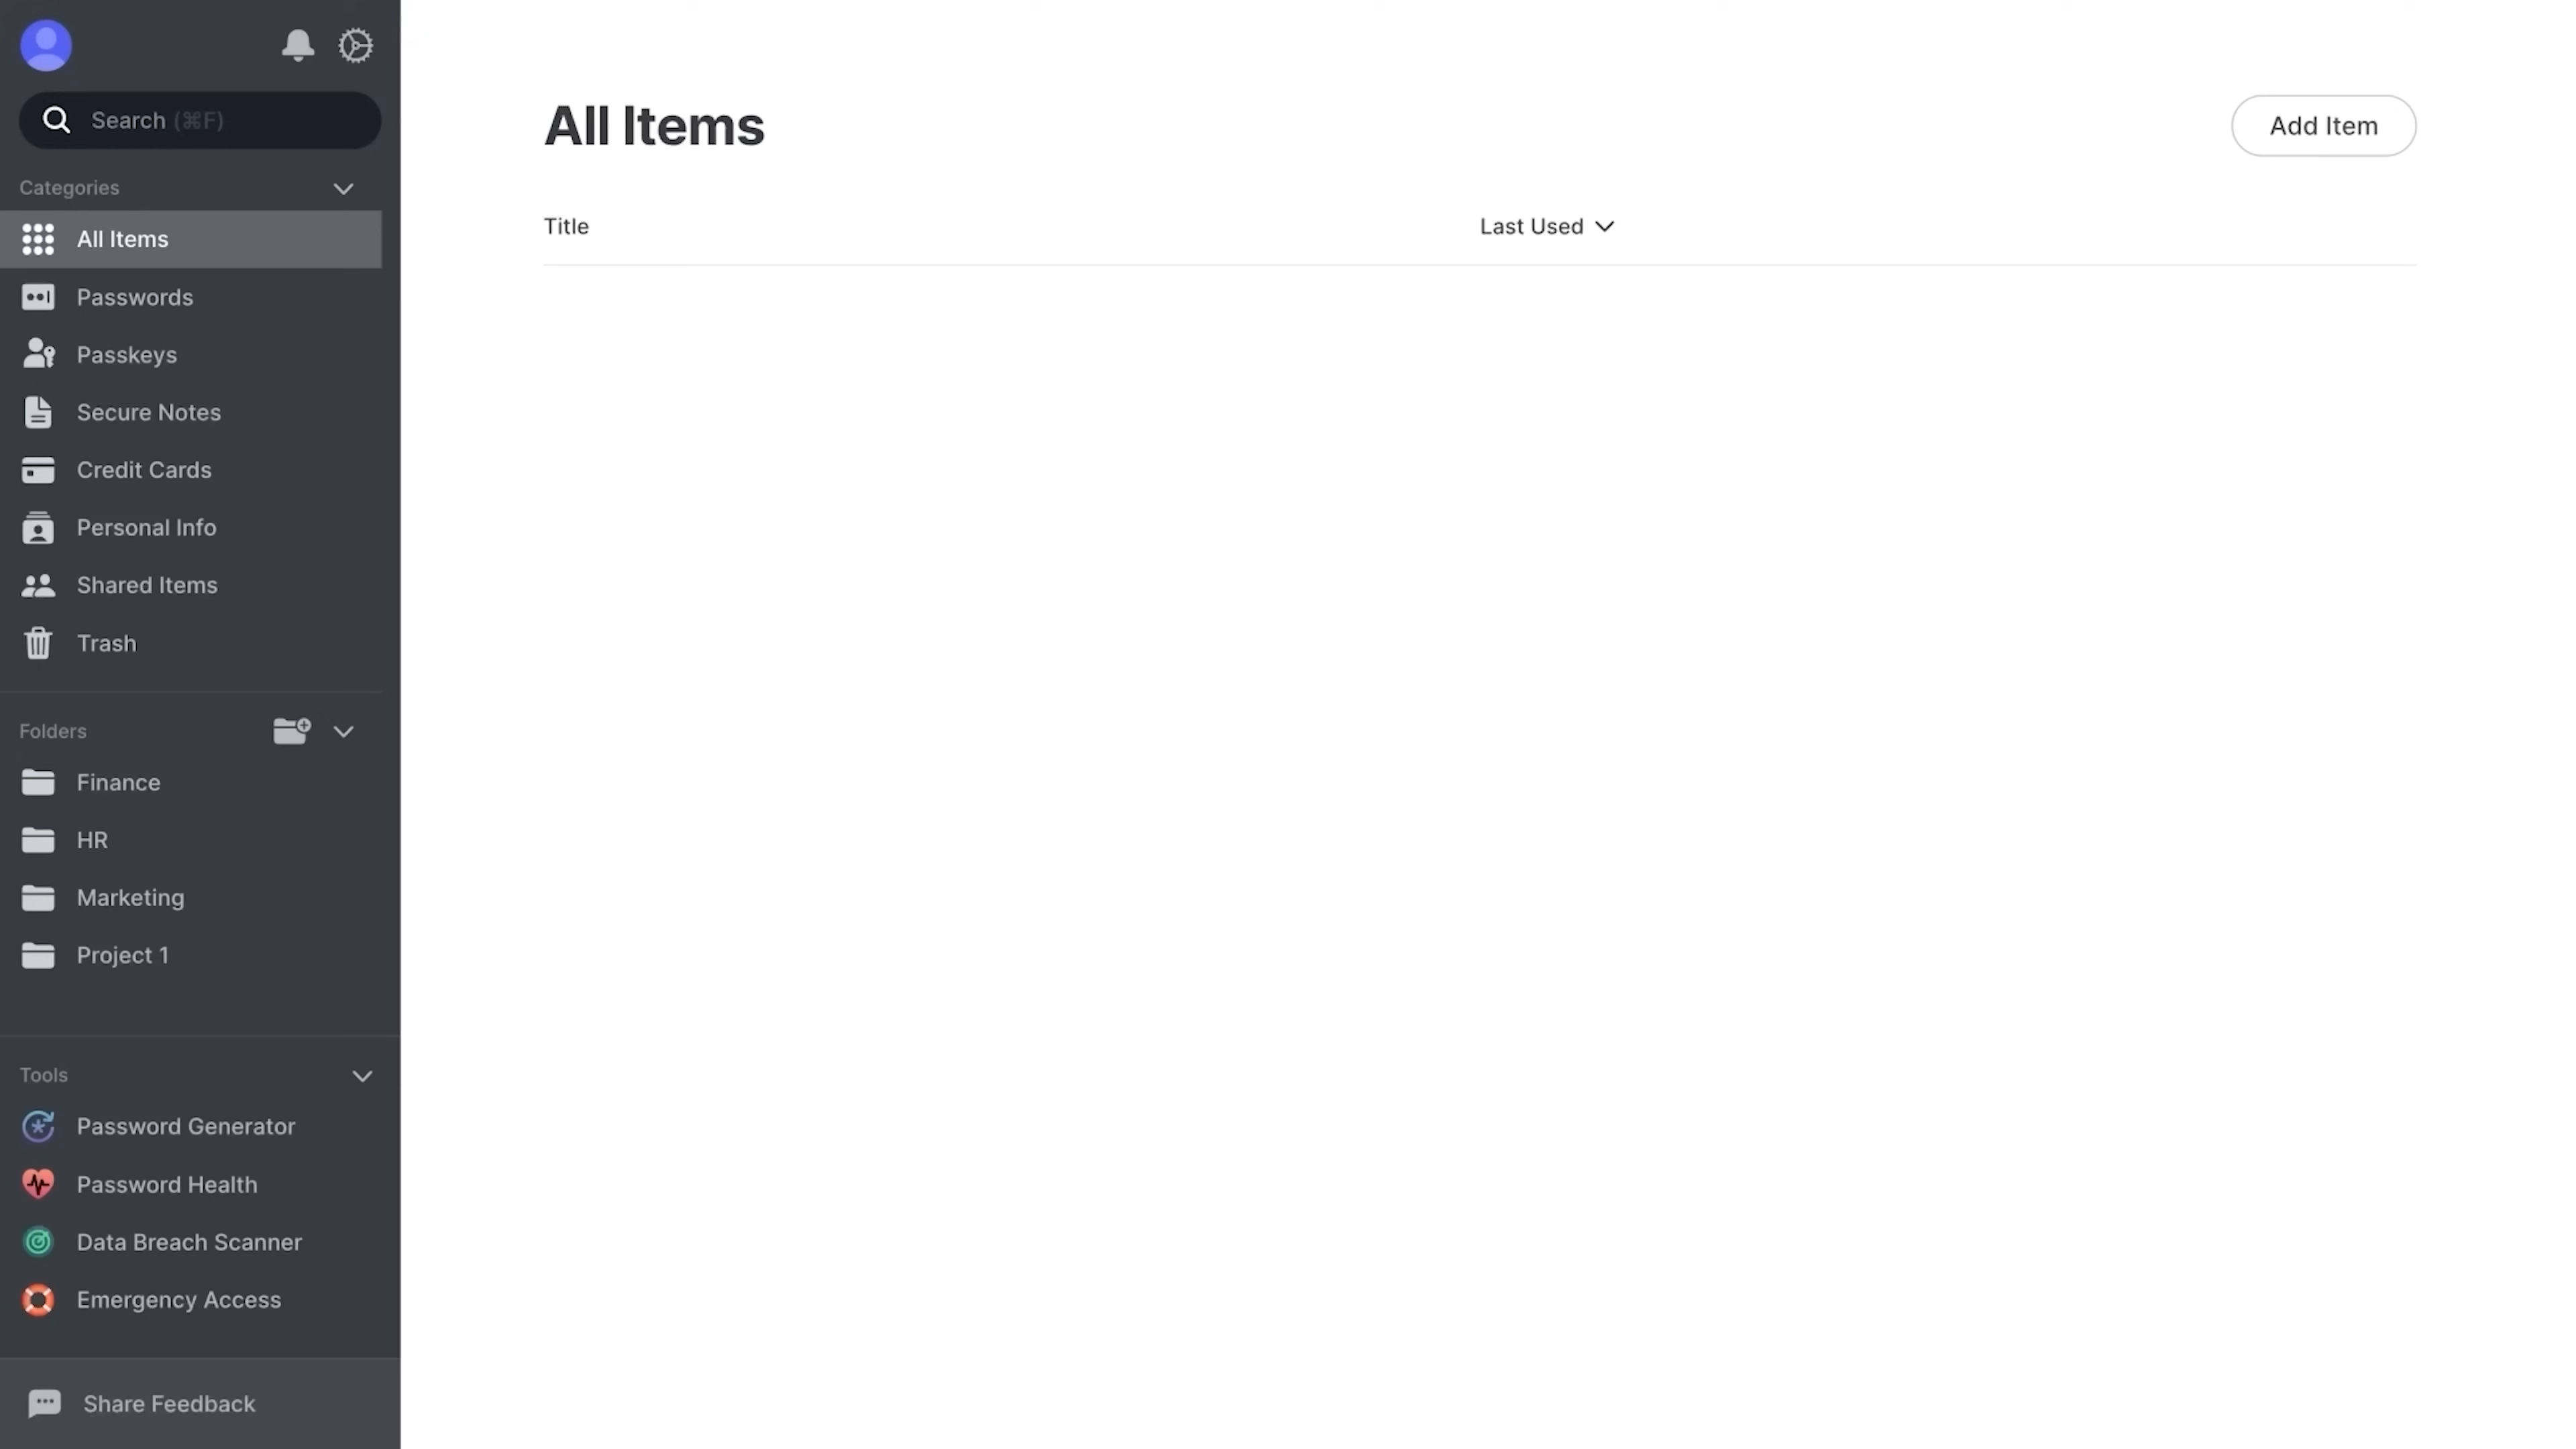 Search (⌘F)
Categories
All Items
Passwords
Passkeys
Secure Notes
Credit Cards
Personal Info
Shared Items
Trash
Folders
Finance
HR
Marketing
Project 1
Tools
Password Generator
Password Health
Data Breach Scanner
Emergency Access
Share Feedback
All Items
Add Item
Title
Last Used